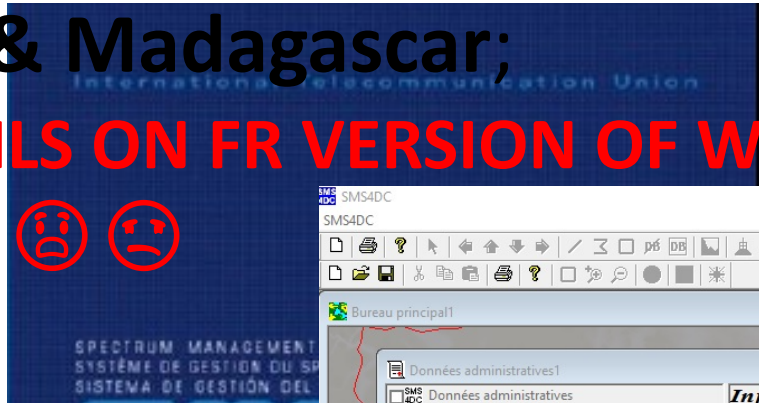 & Madagascar;
International Telecommunication Union
ILS ON FR VERSION OF W
SMS4DC
SMS4DC
SPECTRUM MANAGEMENT
SYSTÈME DE GESTION DU SP
SISTEMA DE GESTIÓN DEL
Bureau principal1
Données administratives1
Données administratives